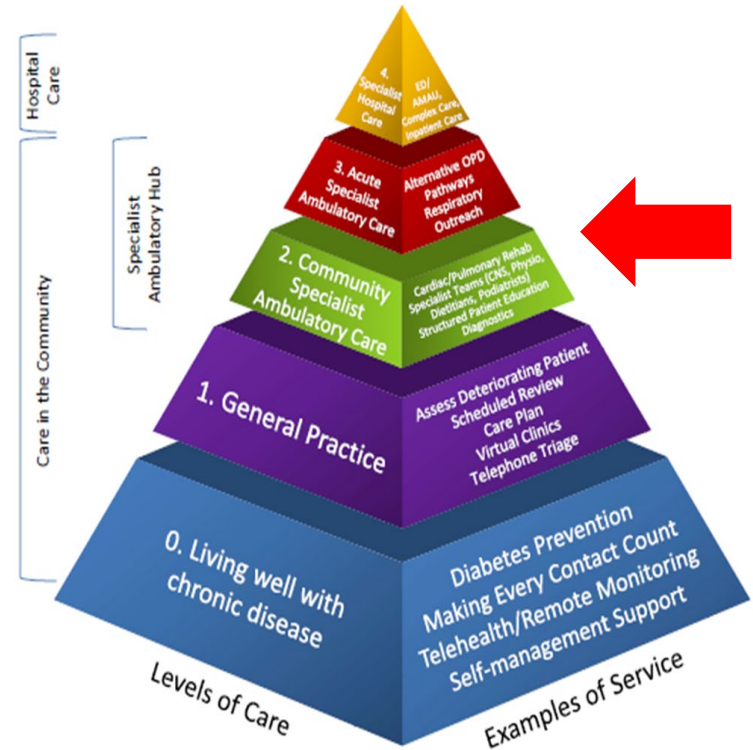 Hospital
Care
Specialist
Ambulatory Hub
Care in the Community
4.
Specialist
Hospital
Care
ED/
AMAU,
Complex Care,
Inpatient Care
3. Acute
Specialist
Ambulatory Care
Alternative OPD
Pathways
Respiratory
Outreach
2. Community
Specialist
Ambulatory Care
Cardiac/Pulmonary Rehab
Specialist Teams (CNS, Physio,
Dietitians, Podiatrists)
Structured Patient Education
Diagnostics
1. General Practice
Assess Deteriorating Patient
Scheduled Review
Care Plan
Virtual Clinics
Telephone Triage
0. Living well with
chronic disease
Diabetes Prevention
Making Every Contact Count
Telehealth/Remote Monitoring
Self-management Support
Levels of Care
Examples of Service